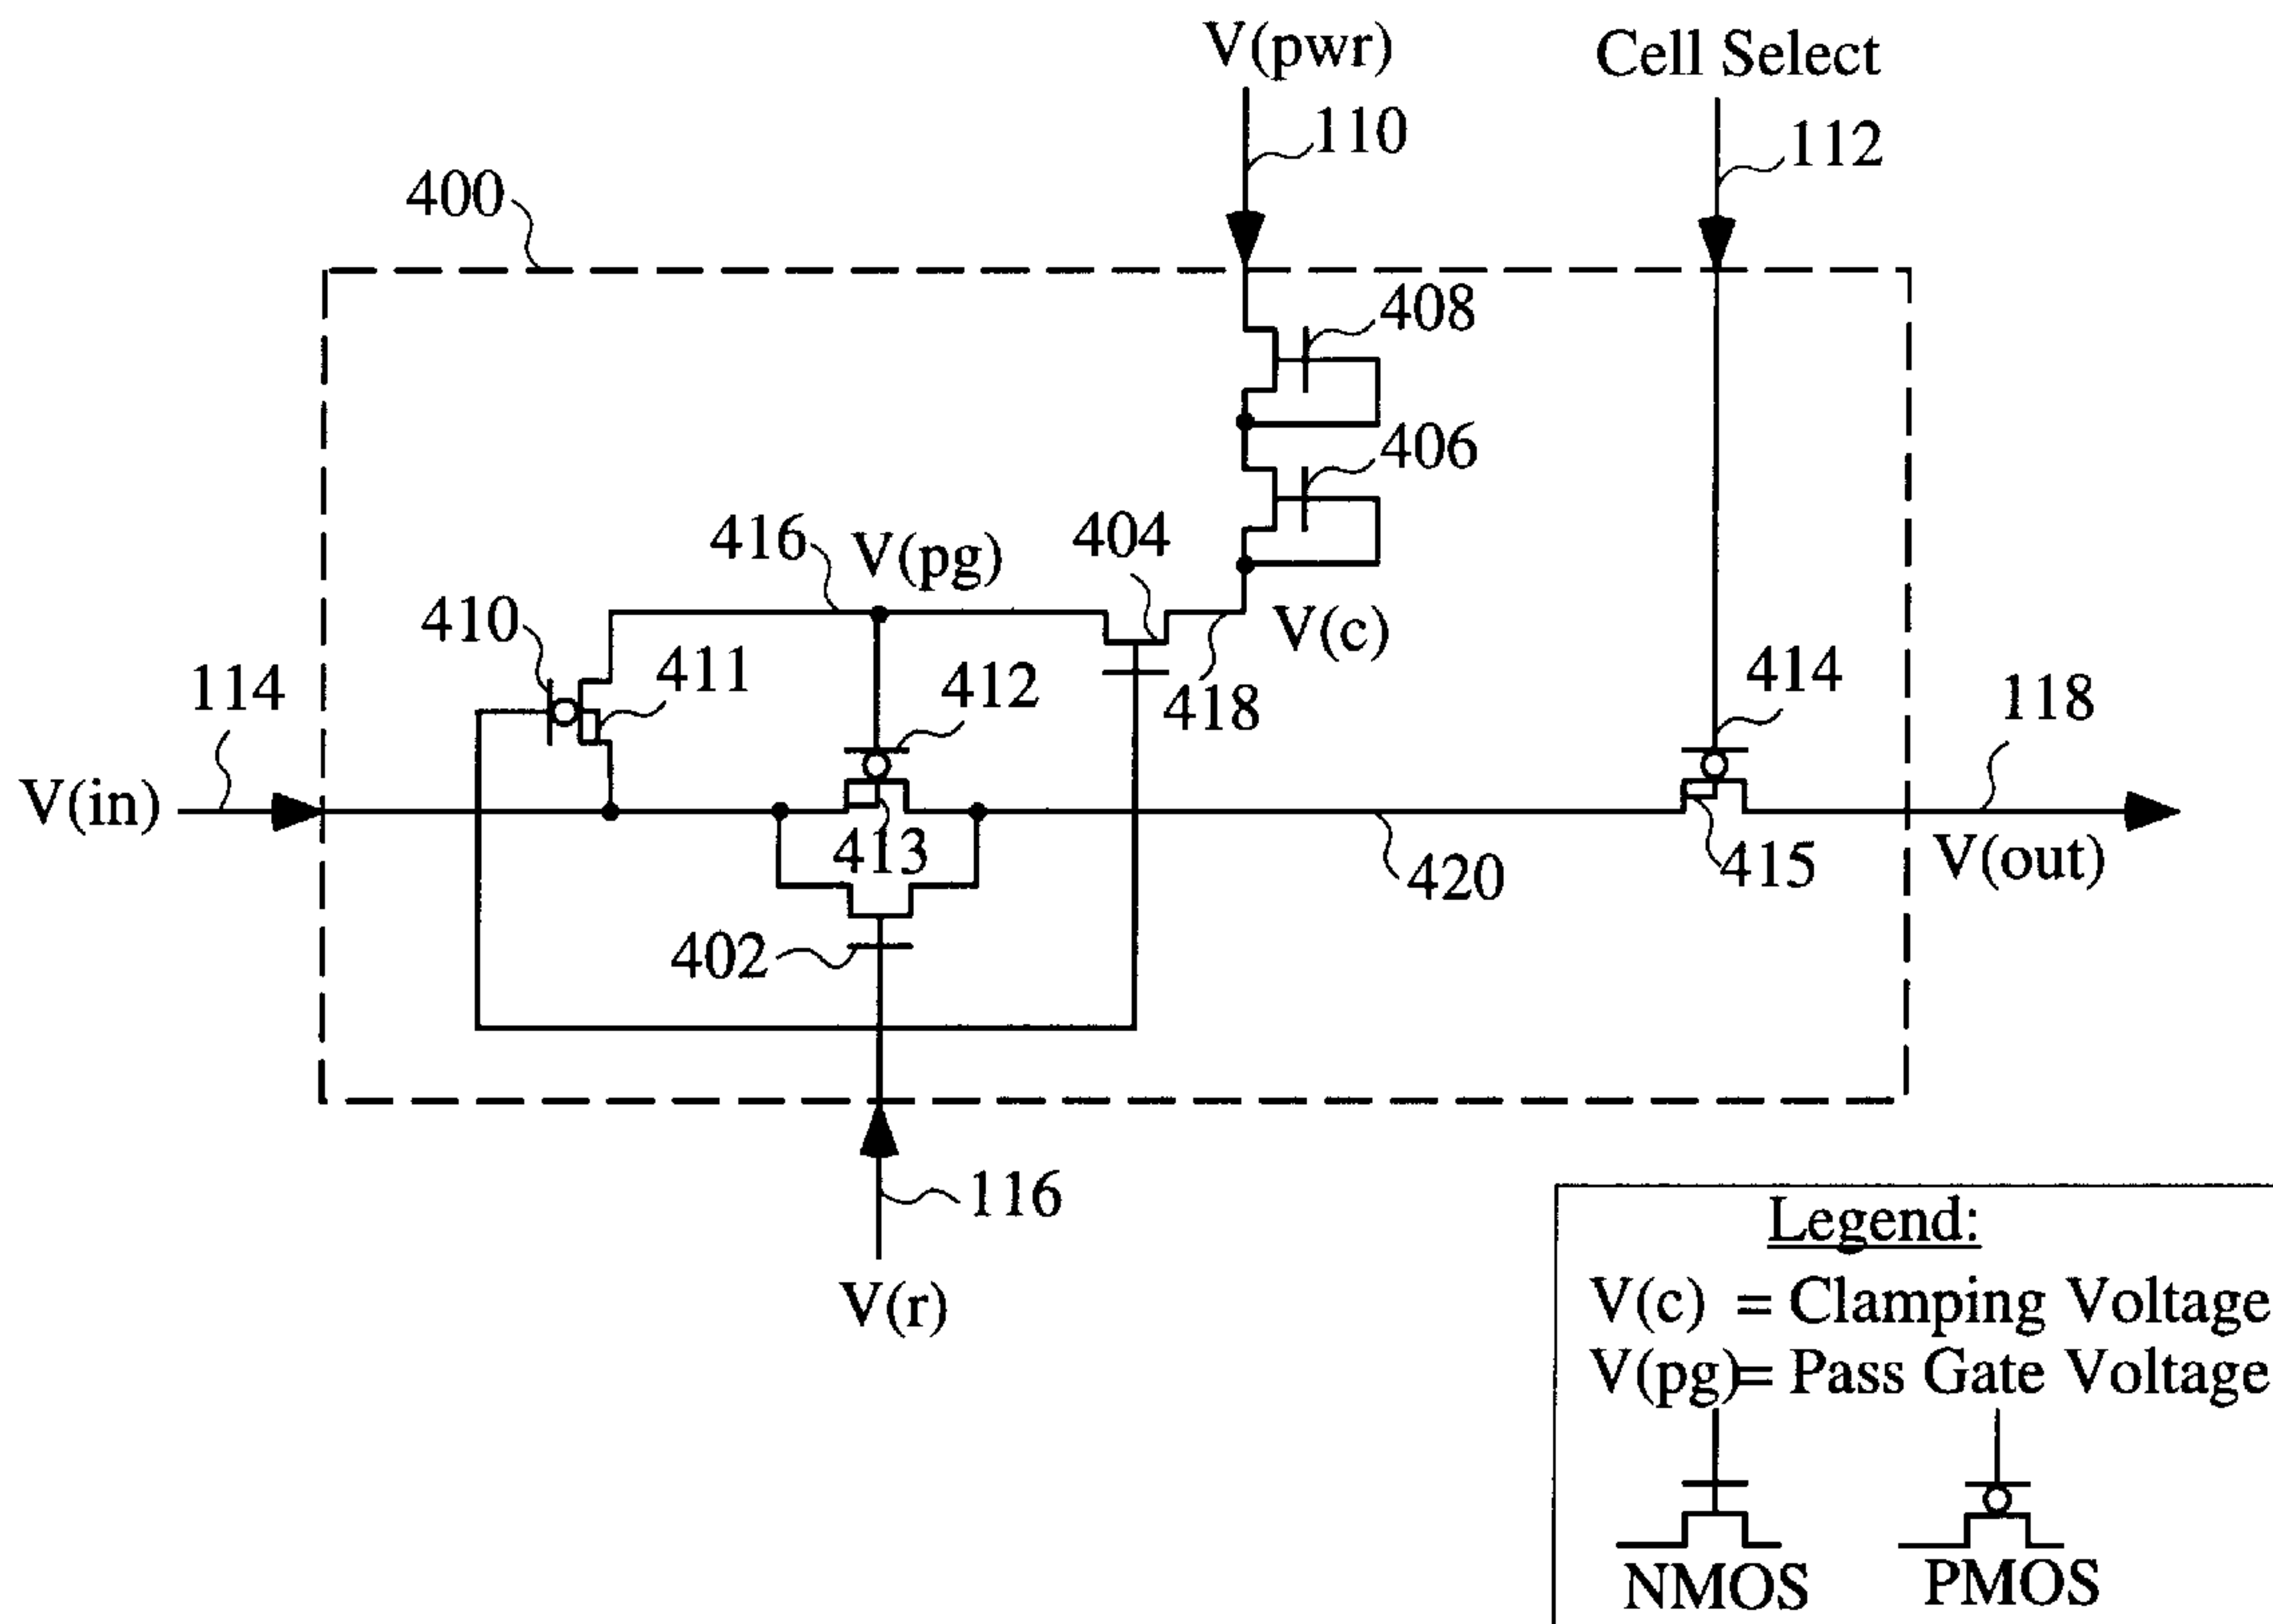 V(pwr)
Cell Select
110
112
400
408
406
416
V(pg)
404
V(c)
410
411
412
418
414
118
114
V(in)
413
420
415
V(out)
402
116
V(r)
Legend:
V(c) = Clamping Voltage
V(pg)= Pass Gate Voltage
NMOS
PMOS